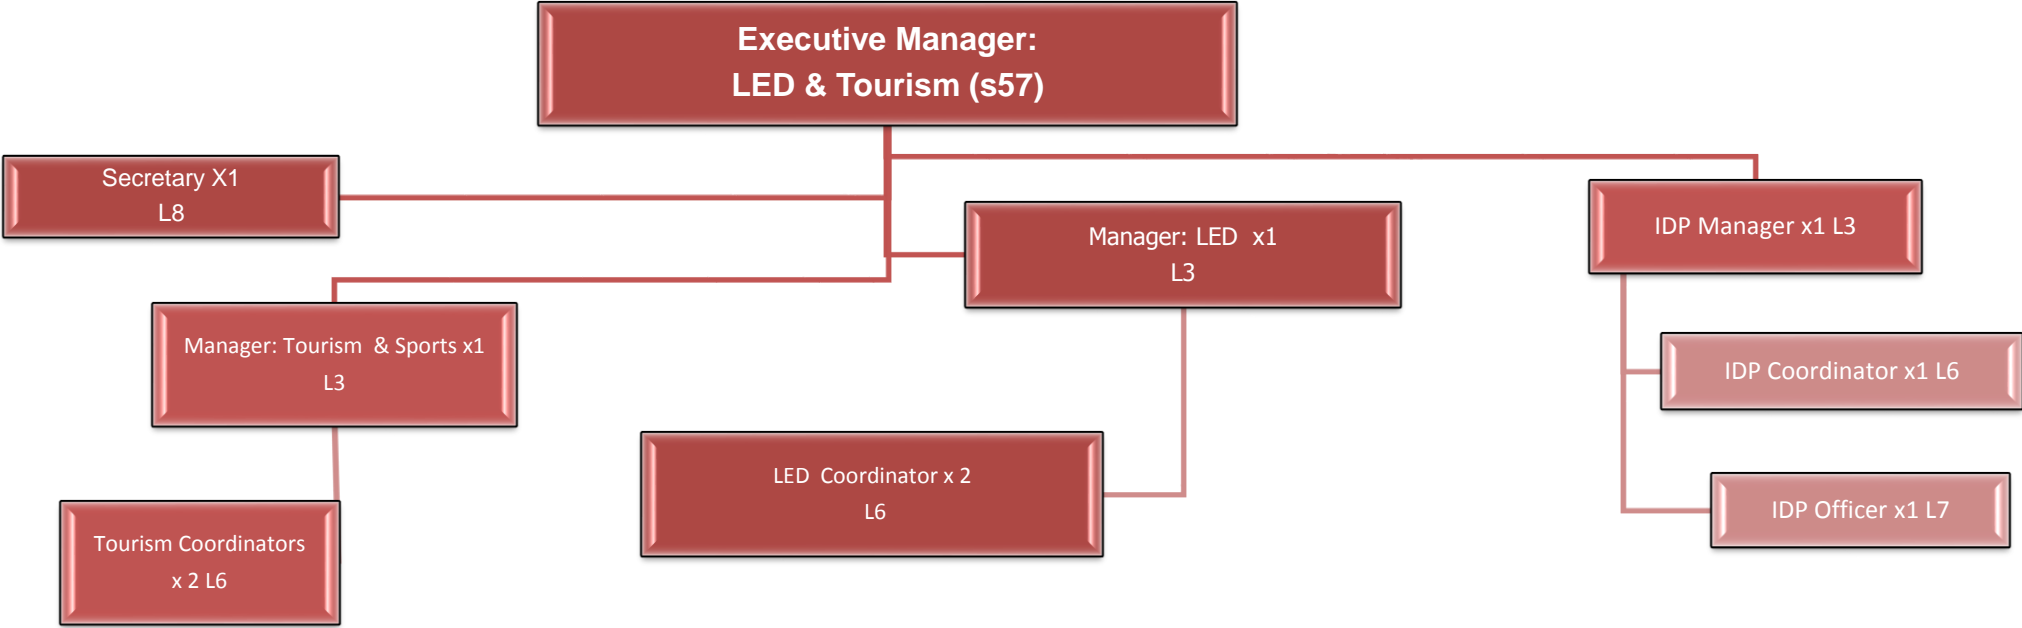 Executive Manager:
LED & Tourism (s57)
Secretary X1
L8
Manager: LED x1
L3
IDP Manager x1 L3
Manager: Tourism & Sports x1
L3
IDP Coordinator x1 L6
LED Coordinator x 2
L6
IDP Officer x1 L7
Tourism Coordinators
x 2 L6